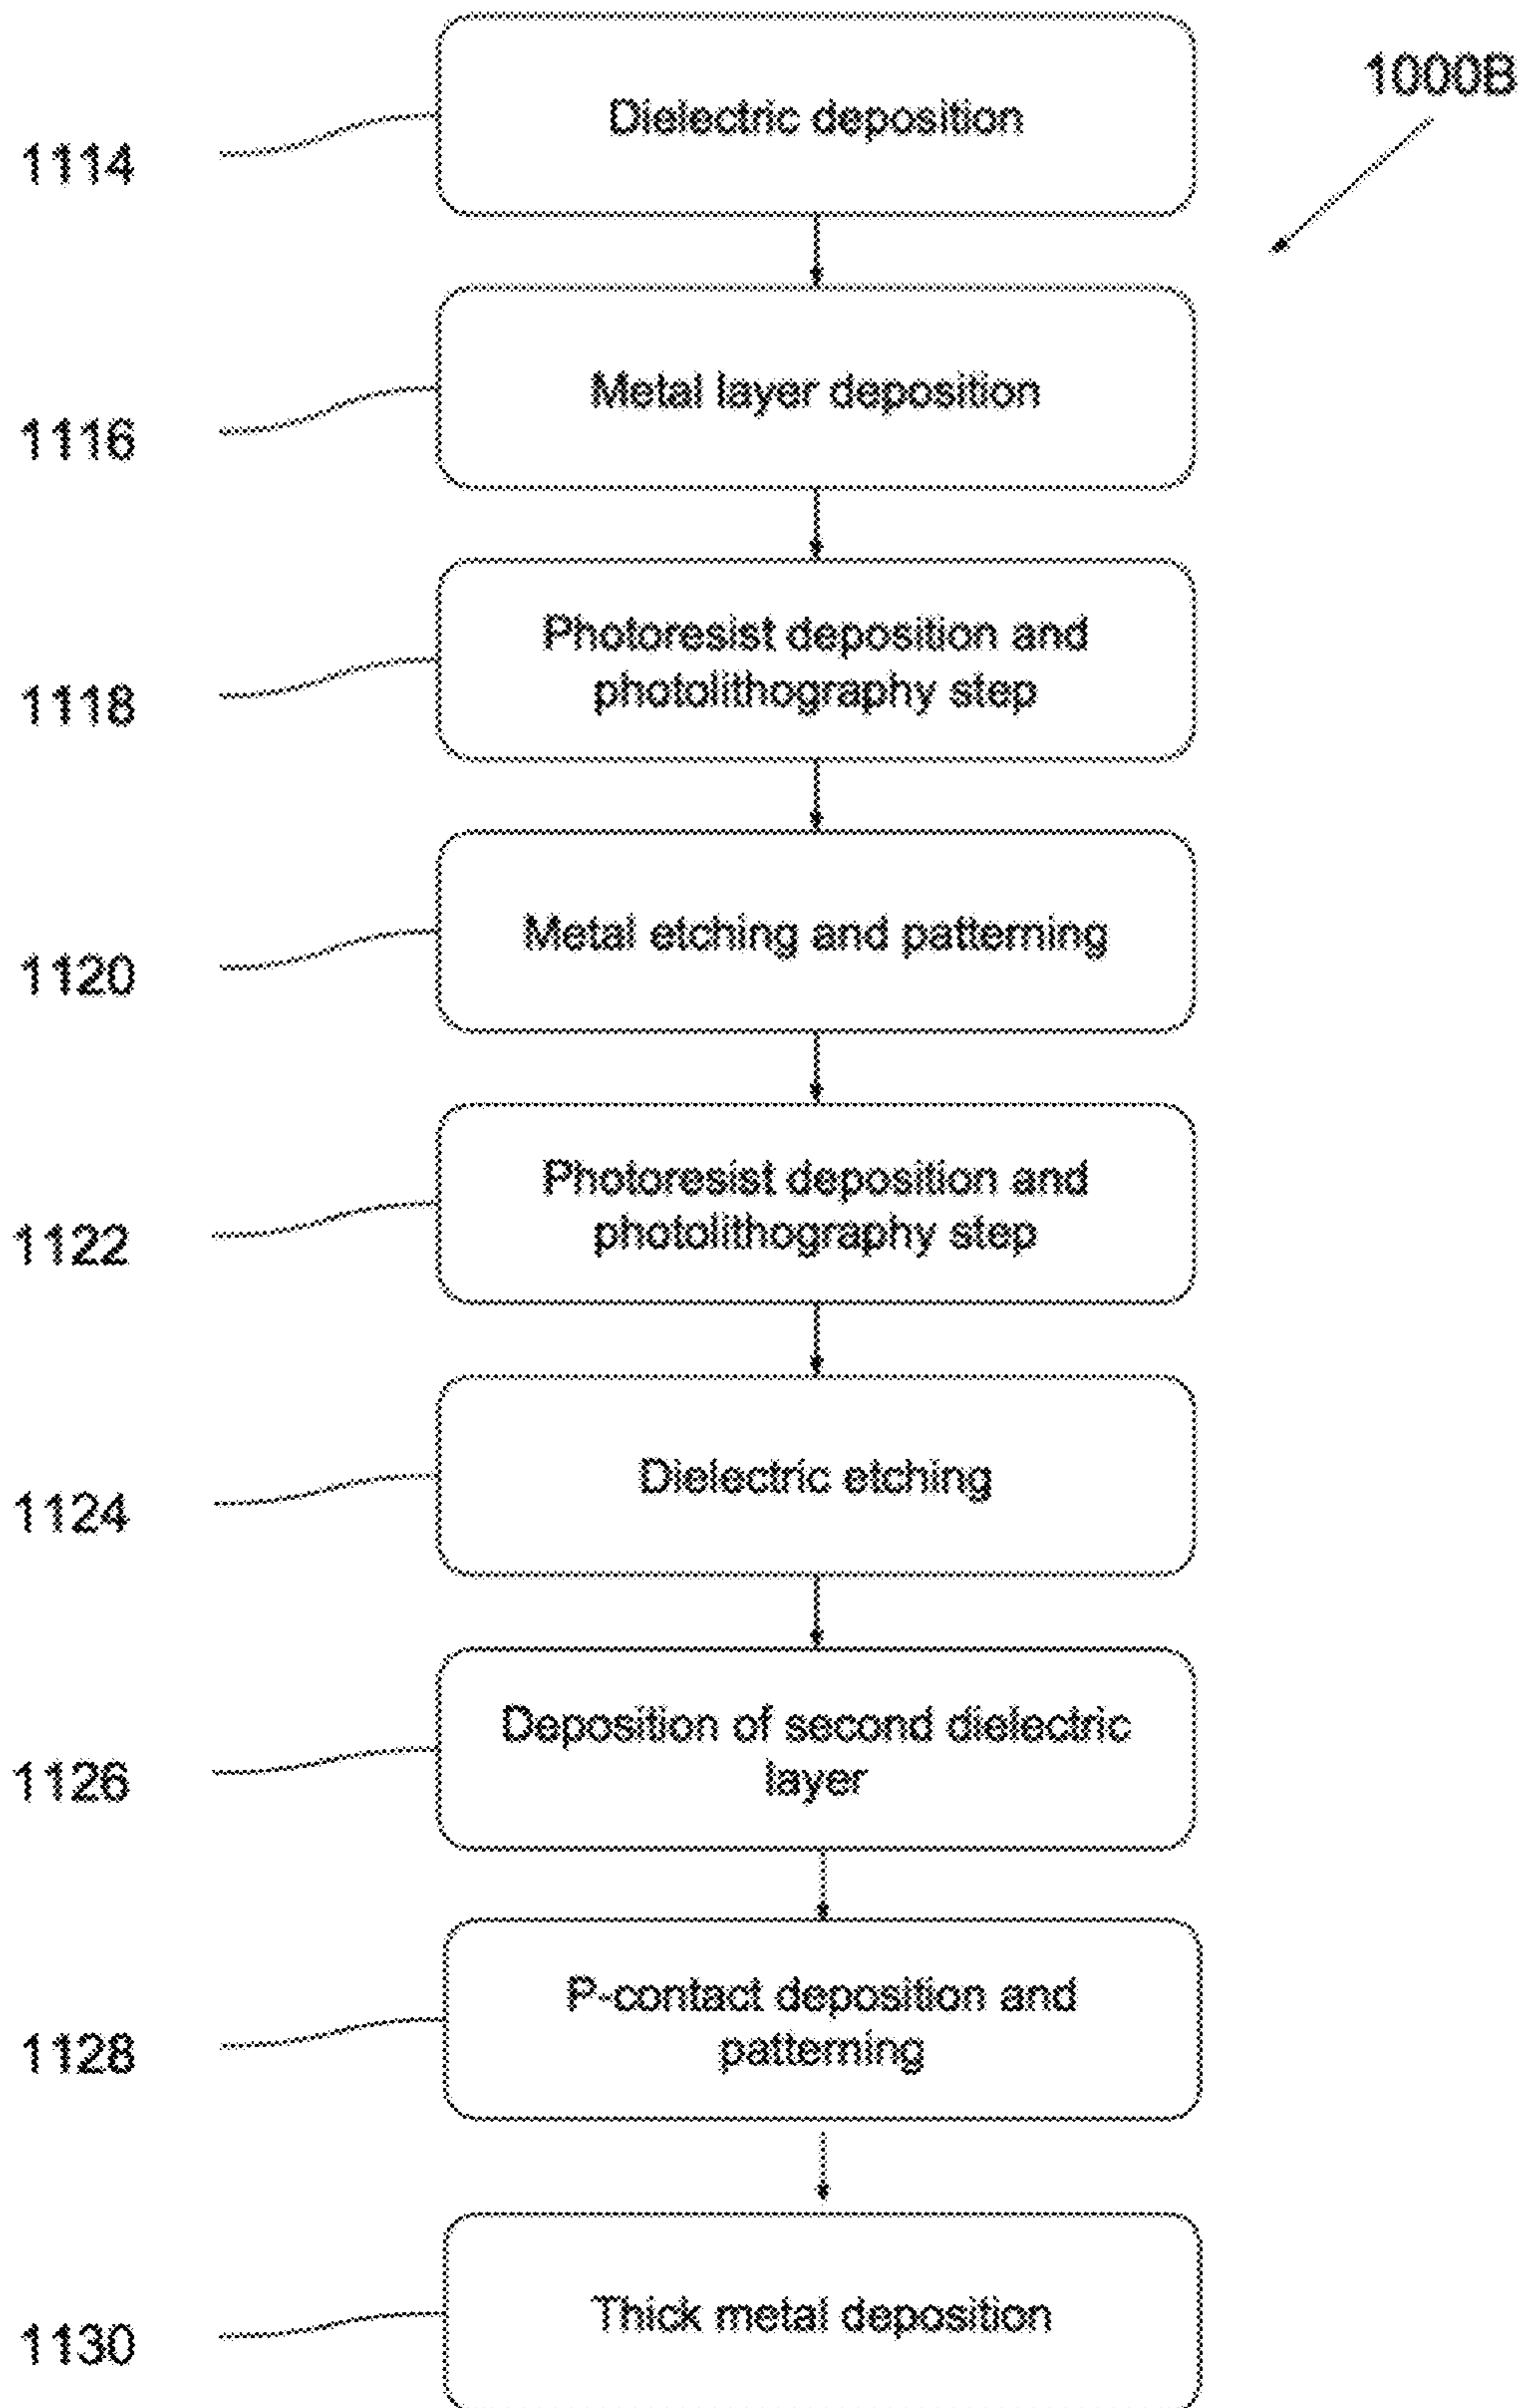 1000B
1114
Dielectric deposition
1116
Metal layer deposition
1118
Photoresist deposition and
photolithography step
1120
Metal etching and patterning
1122
Photoresist deposition and
photolithography step
1124
Dielectric etching
1126
Deposition of second dielectric
layer
1128
P-contact deposition and
patterning
1130
Thick metal deposition